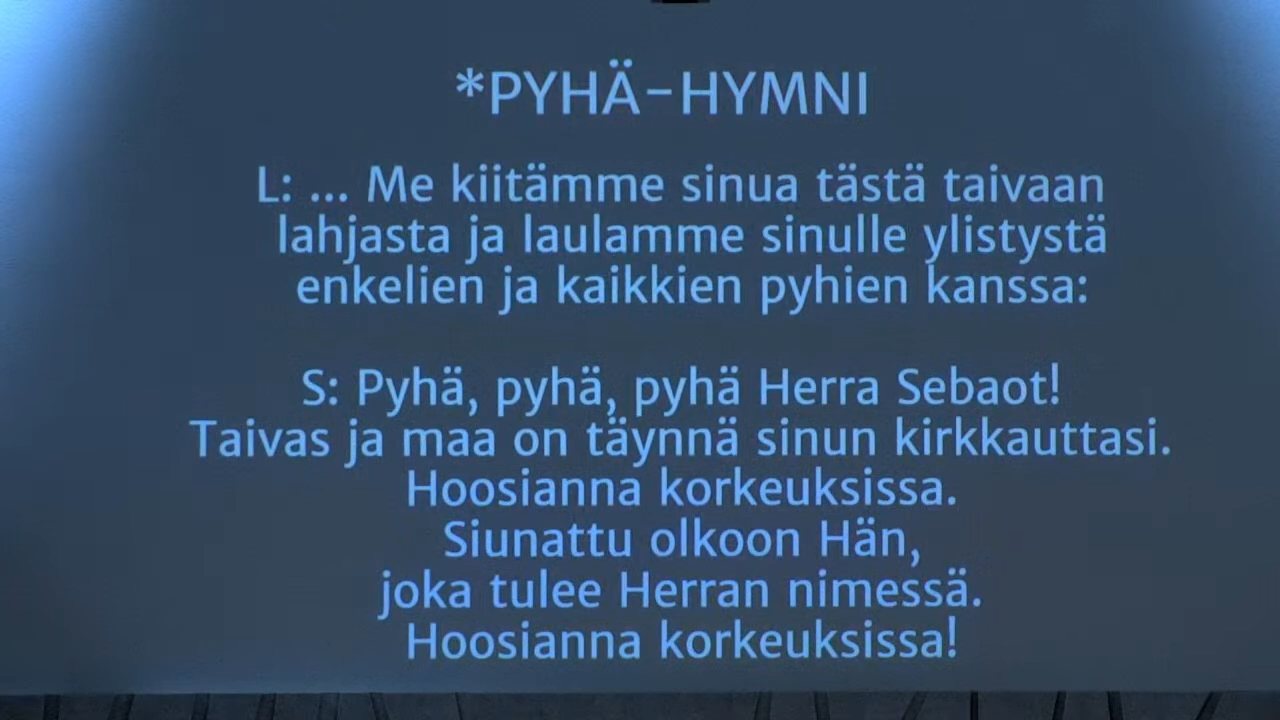 *PYHÄ-HYMNI
L: ... Me kiitämme sinua tästä taivaan
lahjasta ja laulamme sinulle ylistystä
enkelien ja kaikkien pyhien kanssa:
S: Pyhä, pyhä, pyhä Herra Sebaot!
Taivas ja maa on täynnä sinun kirkkauttasi.
Hoosianna korkeuksissa.
Siunattu olkoon Hän,
joka tulee Herran nimessä.
Hoosianna korkeuksissa!